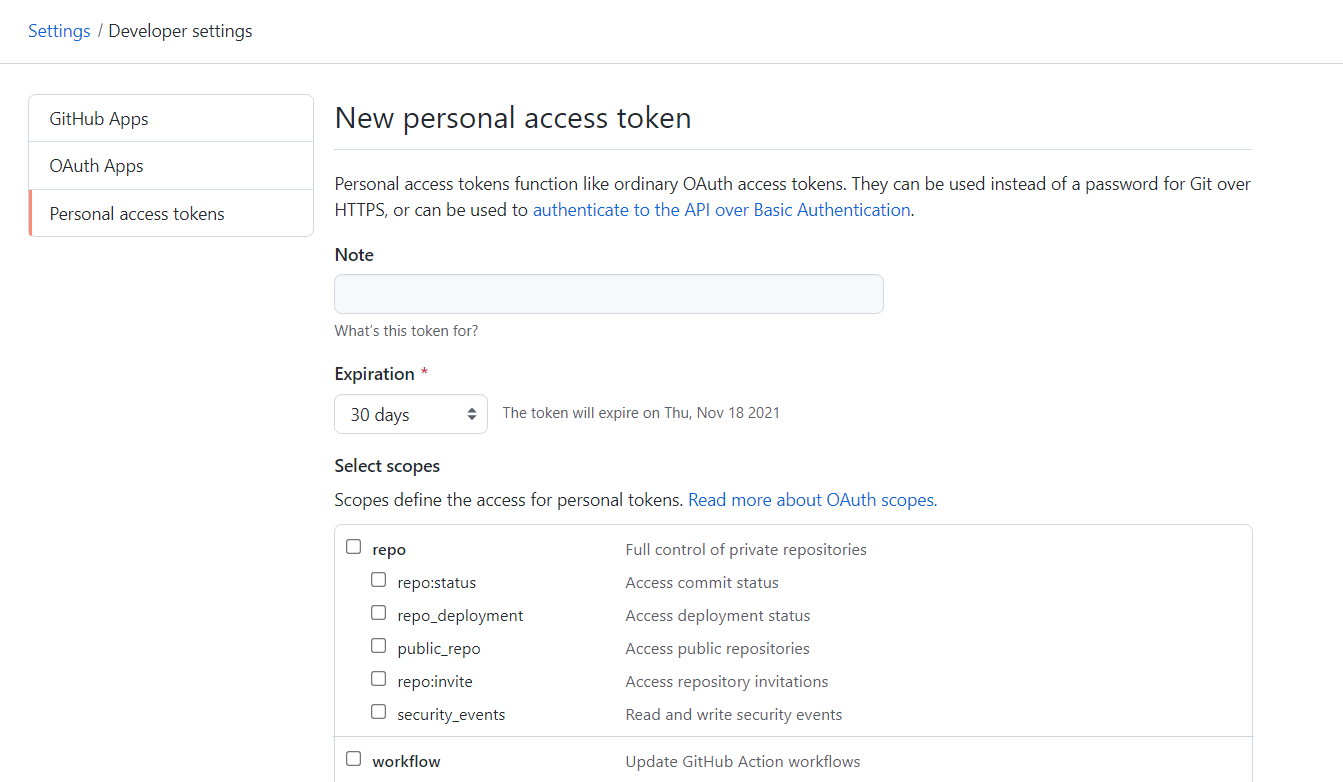 Settings / Developer settings
GitHub Apps
OAuth Apps
Personal access tokens
New personal access token
Personal access tokens function like ordinary OAuth access tokens. They can be used instead of a password for Git over
HTTPS, or can be used to authenticate to the API over Basic Authentication.
Note
What's this token for?
Expiration *
30 days The token will expire on Thu, Nov 18 2021
Select scopes
Scopes define the access for personal tokens. Read more about OAuth scopes.
repo Full control of private repositories
repo:status Access commit status
repo_deployment Access deployment status
public_repo Access public repositories
repo:invite Access repository invitations
security_events Read and write security events
workflow Update GitHub Action workflows